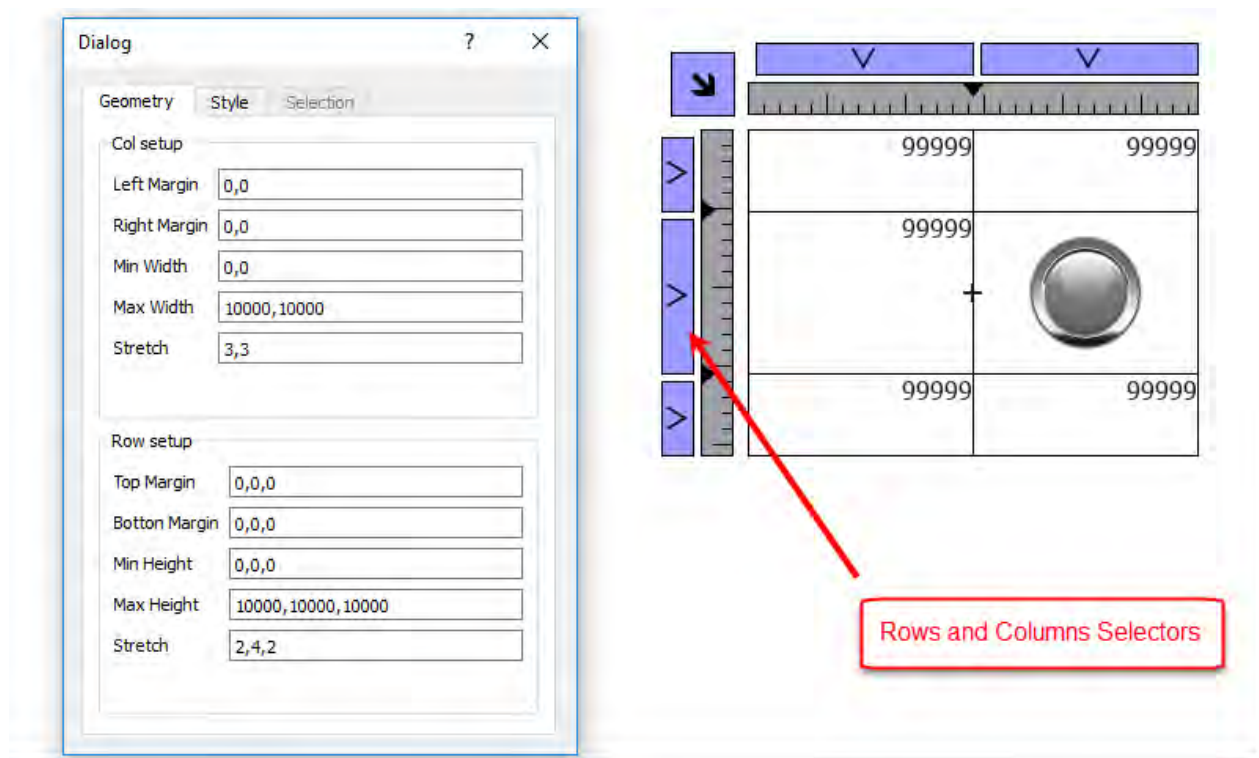 Dialog ? ×
Geometry Style Selection
Col setup
Left Margin 0,0
Right Margin 0,0
Min Width 0,0
Max Width 10000,10000
Stretch 3,3
Row setup
Top Margin 0,0,0
Botton Margin 0,0,0
Min Height 0,0,0
Max Height 10000,10000,10000
Stretch 2,4,2
99999 99999
99999
99999 99999
Rows and Columns Selectors